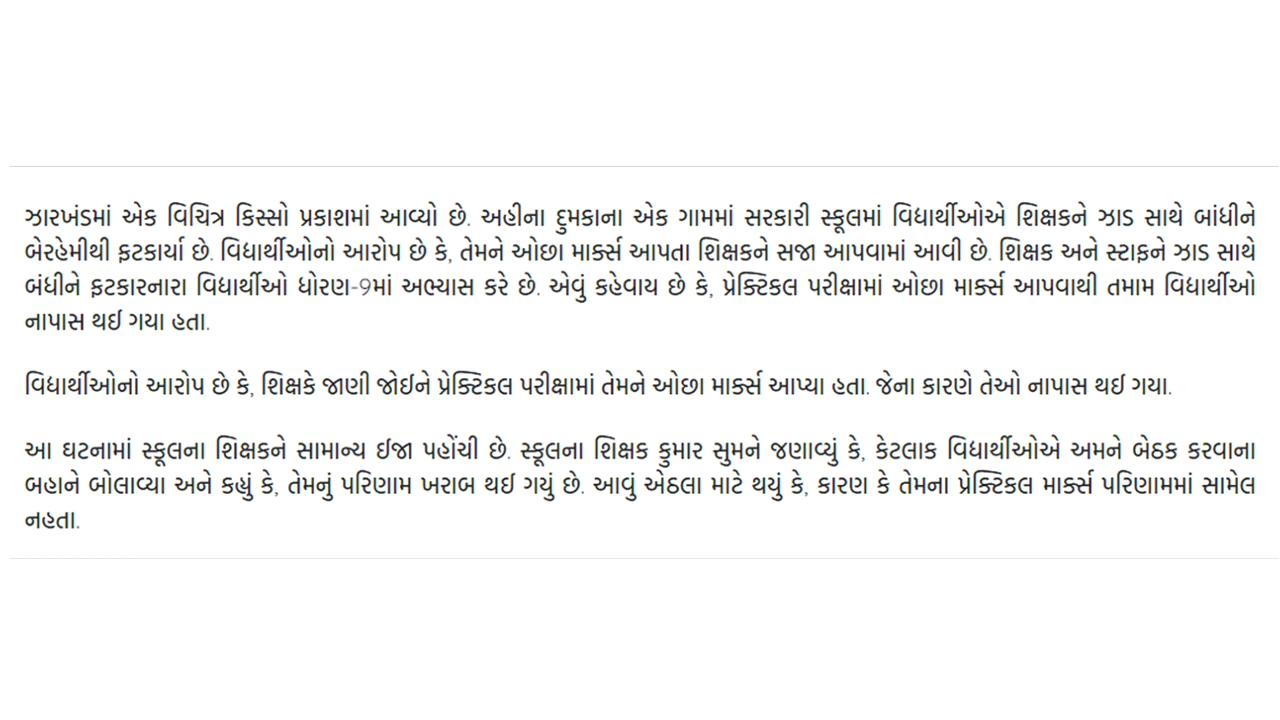 ઝારખંડમાં એક વિચિત્ર કિસ્સો પ્રકાશમાં આવ્યો છે. અહીના દુમકાના એક ગામમાં સરકારી સ્કૂલમાં વિદ્યાર્થીઓએ શિક્ષકને ઝાડ સાથે બાંધીને
બેરહેમીથી ફટકાર્યા છે. વિદ્યાર્થીઓનો આરોપ છે કે, તેમને ઓછા માર્ક્સ આપતા શિક્ષકને સજા આપવામાં આવી છે. શિક્ષક અને સ્ટાફને ઝાડ સાથે
બંધીને ફટકારનારા વિદ્યાર્થીઓ ધોરણ-9માં અભ્યાસ કરે છે. એવું કહેવાય છે કે, પ્રેક્ટિકલ પરીક્ષામાં ઓછા માર્ક્સ આપવાથી તમામ વિદ્યાર્થીઓ
નાપાસ થઈ ગયા હતા.
વિદ્યાર્થીઓનો આરોપ છે કે, શિક્ષકે જાણી જોઈને પ્રેક્ટિકલ પરીક્ષામાં તેમને ઓછા માર્ક્સ આપ્યા હતા. જેના કારણે તેઓ નાપાસ થઈ ગયા.
આ ઘટનામાં સ્કૂલના શિક્ષકને સામાન્ય ઈજા પહોંચી છે. સ્કૂલના શિક્ષક કુમાર સુમને જણાવ્યું કે, કેટલાક વિદ્યાર્થીઓએ અમને બેઠક કરવાના
બહાને બોલાવ્યા અને કહ્યું કે, તેમનું પરિણામ ખરાબ થઈ ગયું છે. આવું એઠલા માટે થયું કે, કારણ કે તેમના પ્રેક્ટિકલ માર્ક્સ પરિણામમાં સામેલ
નહતા.